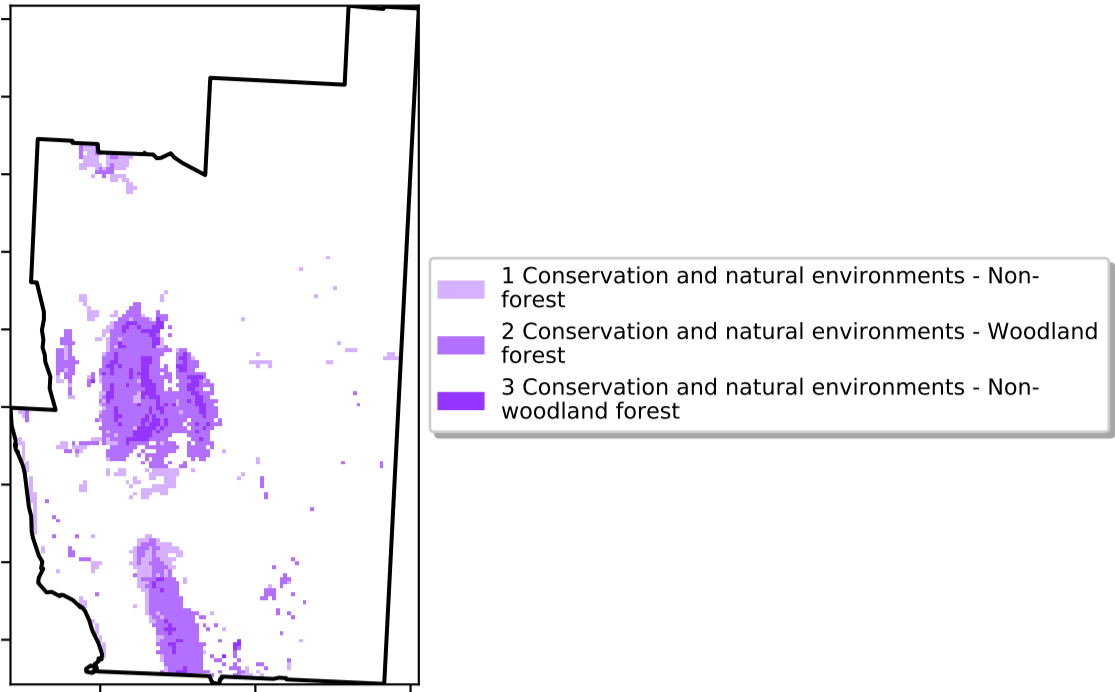 1 Conservation and natural environments - Non-
forest
2 Conservation and natural environments - Woodland
forest
3 Conservation and natural environments - Non-
woodland forest